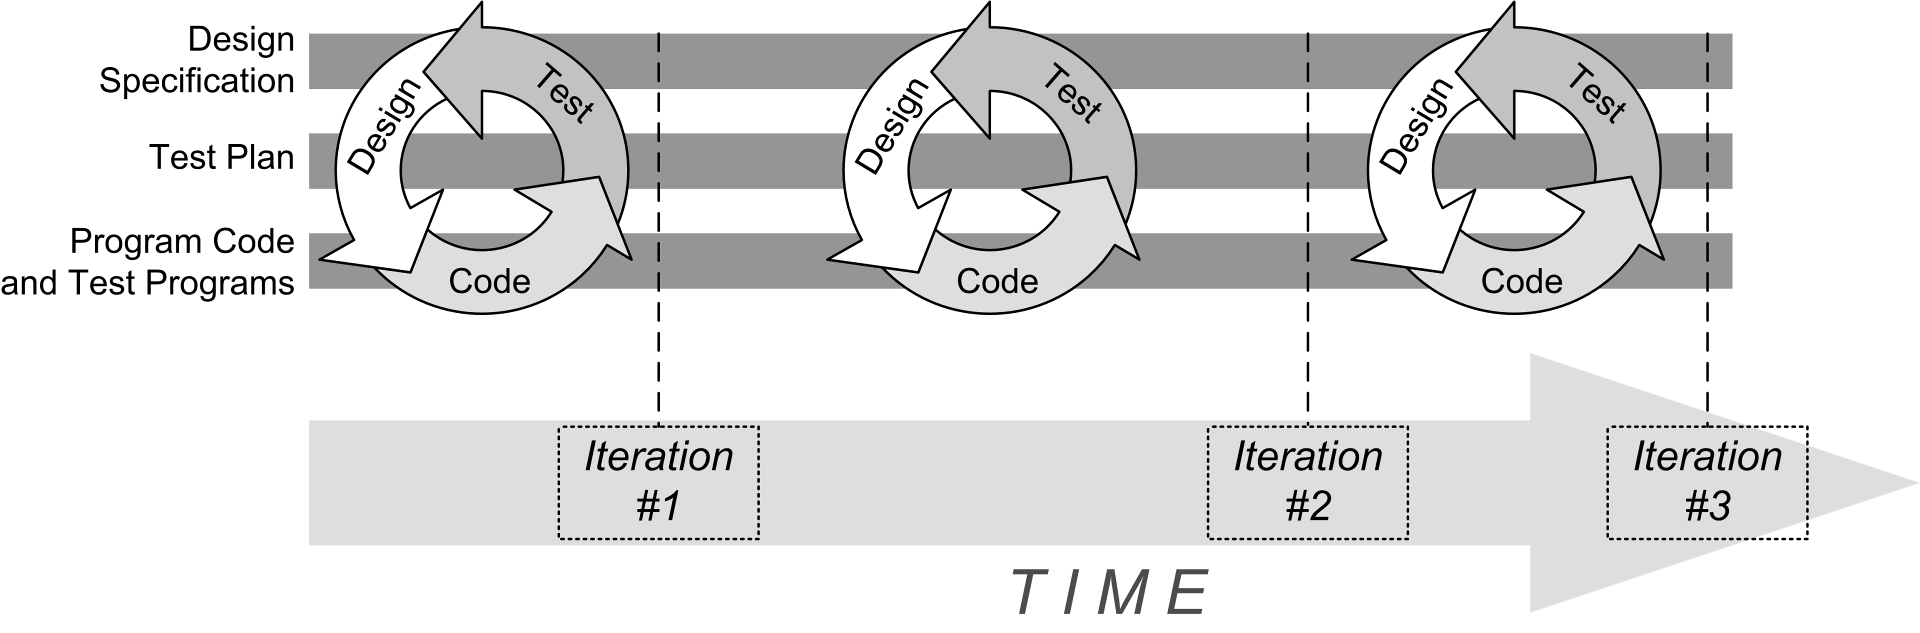 Design
Specification
Test Plan
Program Code
and Test Programs
Design
Test
Code
Design
Test
Code
Design
Test
Code
Iteration
#1
Iteration
#2
Iteration
#3
TIME